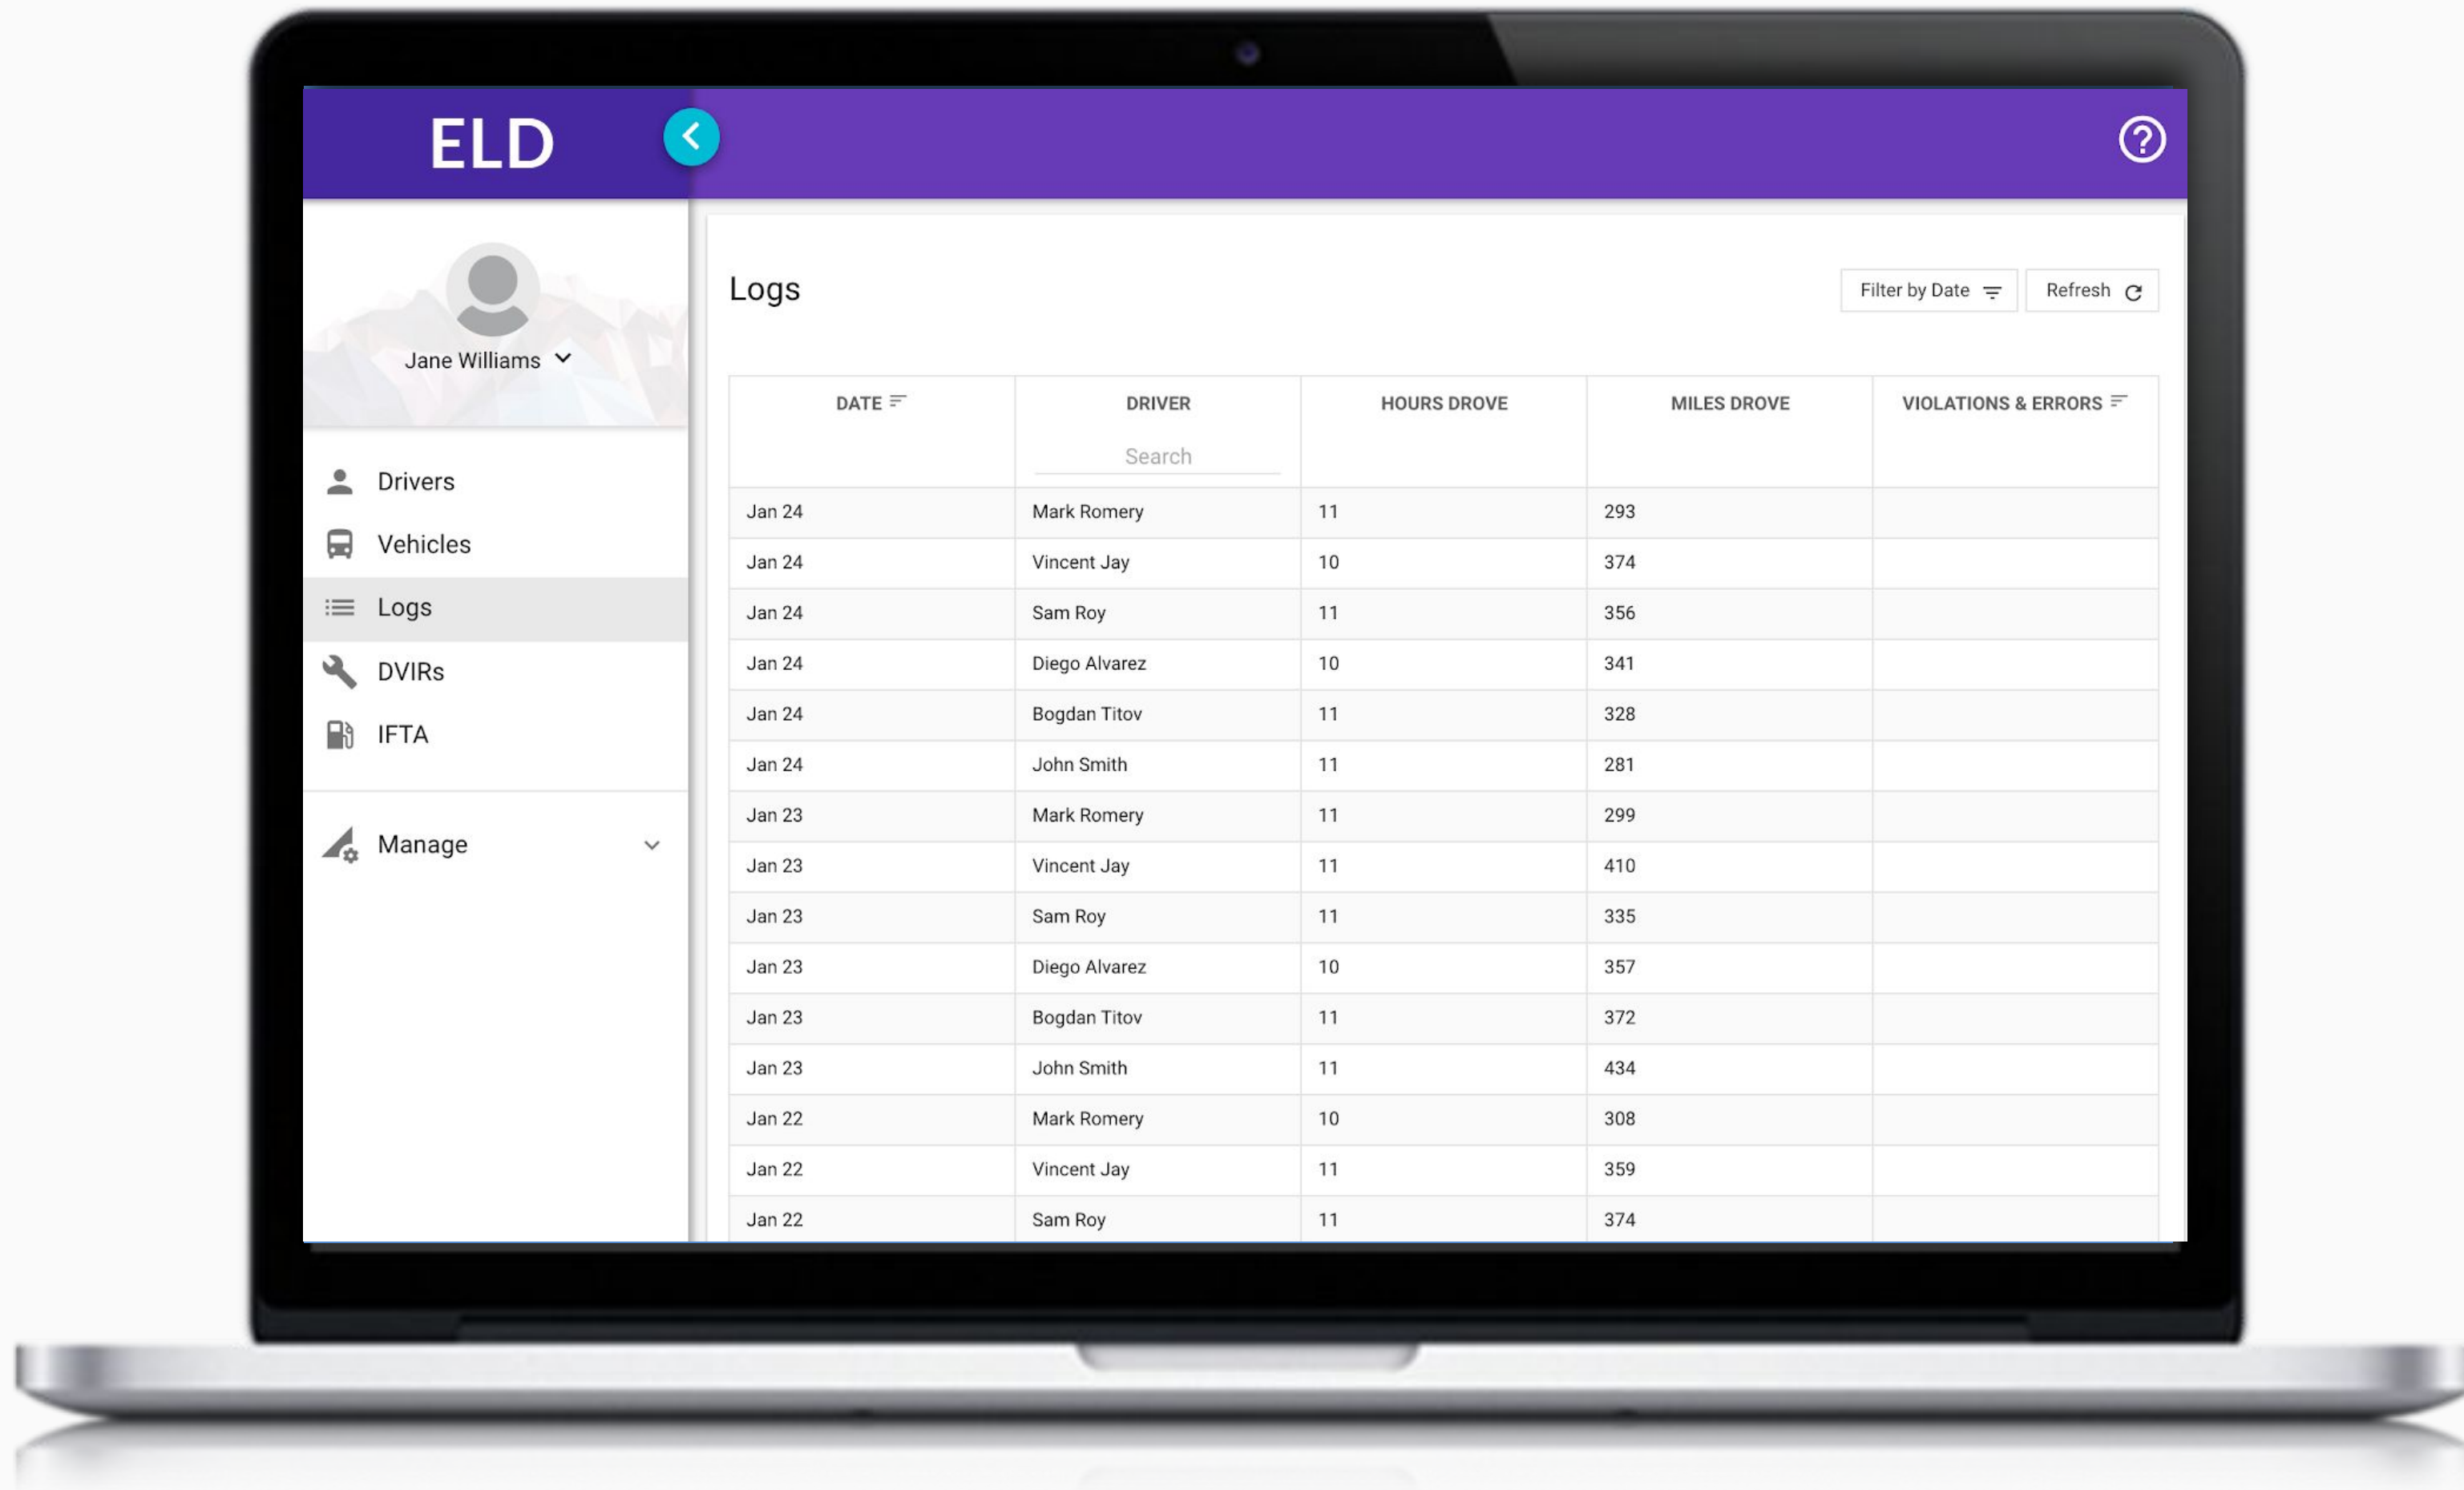 ELD
Jane Williams
Drivers
Vehicles
Logs
DVIRs
IFTA
Manage
Logs
Filter by Date Refresh
DATE DRIVER HOURS DROVE MILES DROVE VIOLATIONS & ERRORS
Search
Jan 24 Mark Romery 11 293
Jan 24 Vincent Jay 10 374
Jan 24 Sam Roy 11 356
Jan 24 Diego Alvarez 10 341
Jan 24 Bogdan Titov 11 328
Jan 24 John Smith 11 281
Jan 23 Mark Romery 11 299
Jan 23 Vincent Jay 11 410
Jan 23 Sam Roy 11 335
Jan 23 Diego Alvarez 10 357
Jan 23 Bogdan Titov 11 372
Jan 23 John Smith 11 434
Jan 22 Mark Romery 10 308
Jan 22 Vincent Jay 11 359
Jan 22 Sam Roy 11 374